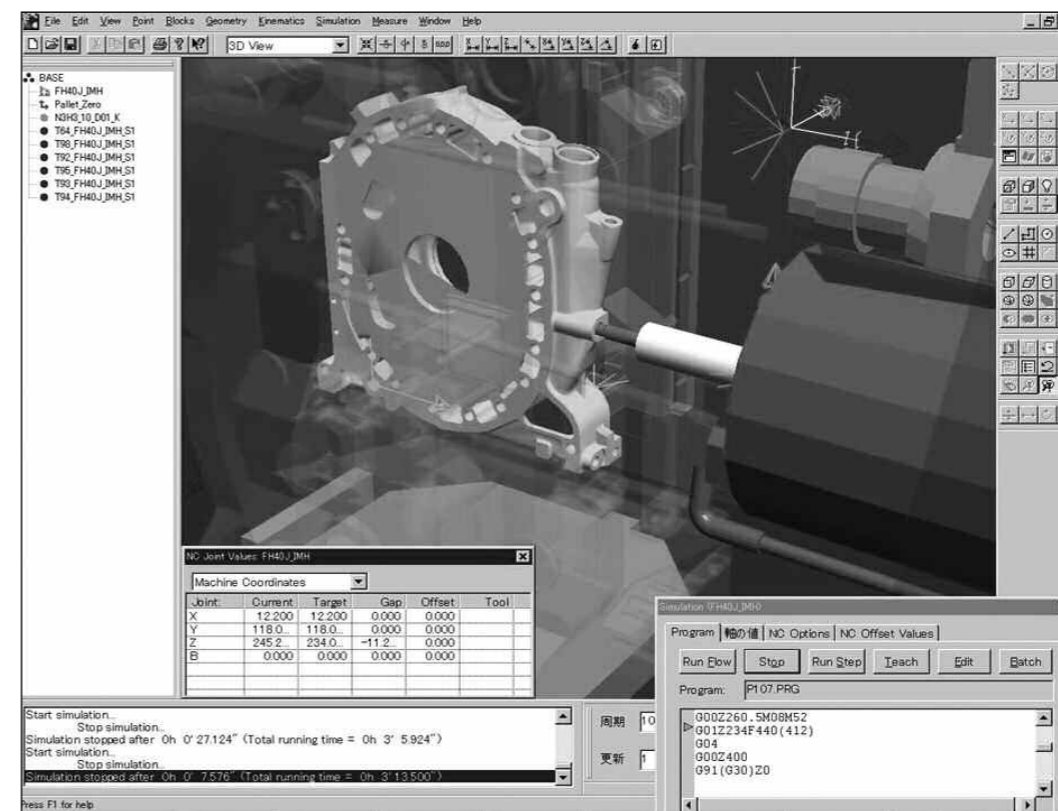 File Edit View Point Blocks Geometry Kinematics Simulation Measure Window Help
3D View
BASE
FH40J_IMH
Pallet_Zero
N3H3_10_D01_K
T64_FH40J_IMH_S1
T98_FH40J_IMH_S1
T92_FH40J_IMH_S1
T95_FH40J_IMH_S1
T93_FH40J_IMH_S1
T94_FH40J_IMH_S1
NC Joint Values: FH40J_IMH
Machine Coordinates
Joint: Current Target Gap Offset Tool
X 12.200 12.200 0.000 0.000
Y 118.0... 118.0... 0.000 0.000
Z 245.2... 234.0... -11.2... 0.000
B 0.000 0.000 0.000 0.000
Start simulation...
Stop simulation...
Simulation stopped after 0h 0' 27.124" (Total running time = 0h 3' 5.924")
Start simulation...
Stop simulation...
Simulation stopped after 0h 0' 7.576" (Total running time = 0h 3'13.500")
Press F1 for help
周期 10
更新 1
Simulation (FH40J_IMH)
Program 軸の値 NC Options NC Offset Values
Run Flow Stop Run Step Teach Edit Batch
Program: P107.PRG
G00Z260.5M08M52
G01Z234F440(412)
G04
G00Z400
G91(G30)Z0